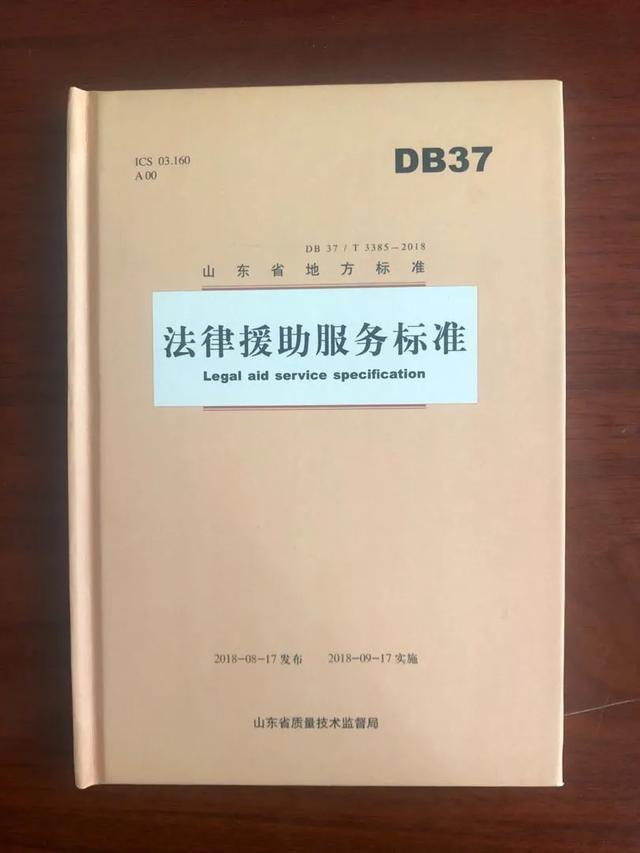 ICS 03.160
A 00
DB37
DB 37 / T 3385-2018
山东省地方标准
法律援助服务标准
Legal aid service specification
2018-08-17 发布 2018-09-17 实施
山东省质量技术监督局